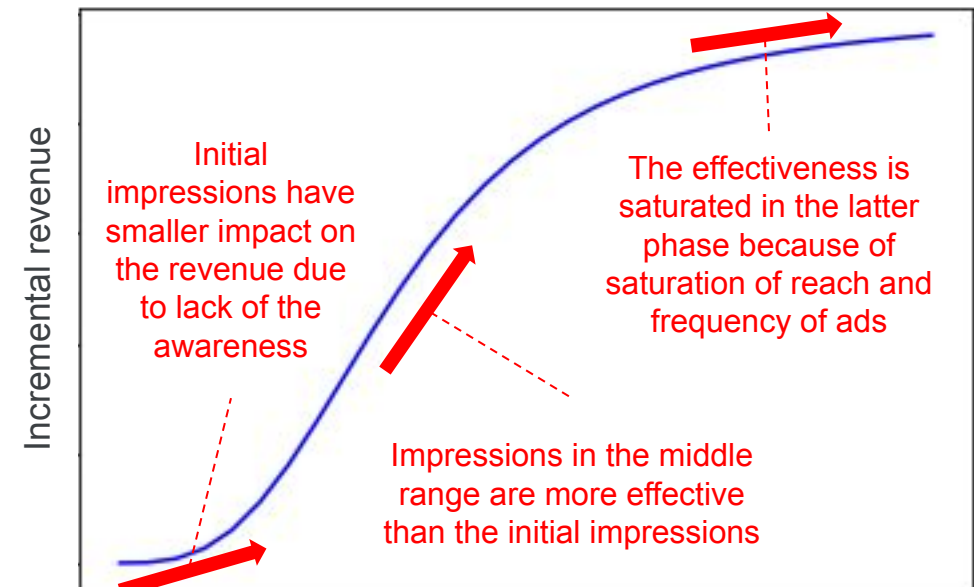 Incremental revenue
Initial
impressions have
smaller impact on
the revenue due
to lack of the
awareness
The effectiveness is
saturated in the latter
phase because of
saturation of reach and
frequency of ads
Impressions in the middle
range are more effective
than the initial impressions